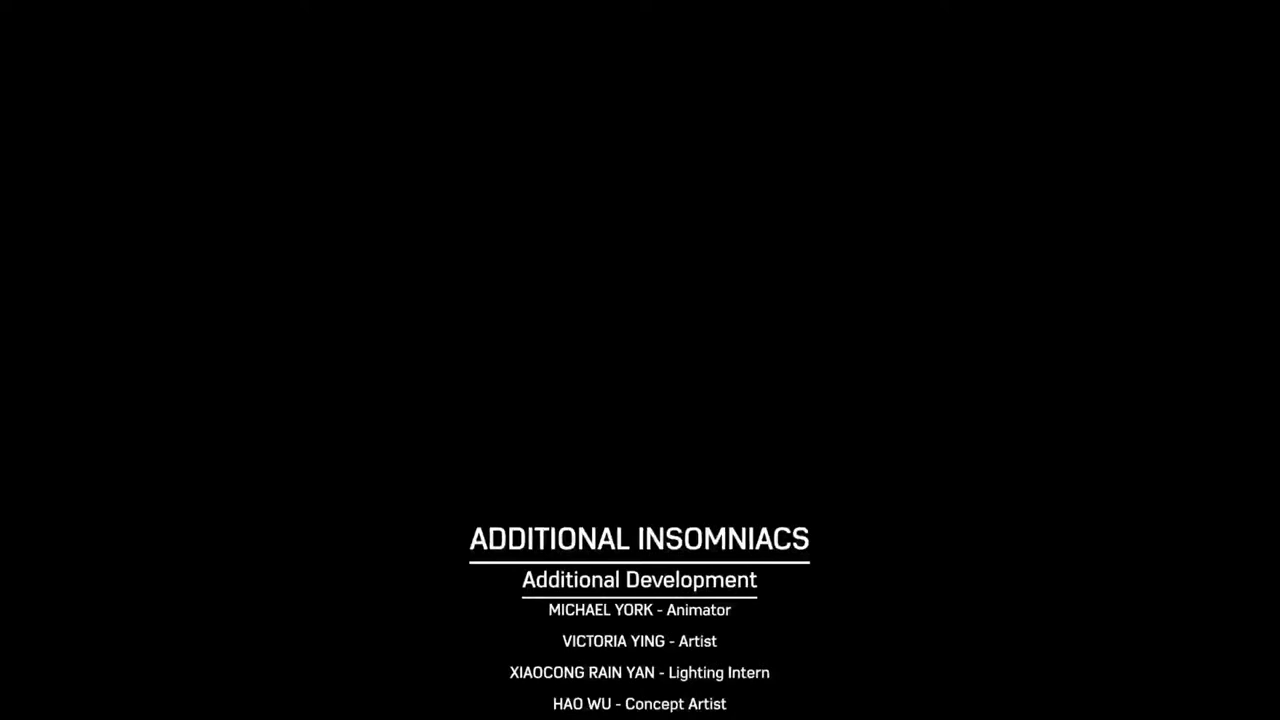 ADDITIONAL INSOMNIACS
Additional Development
MICHAEL YORK - Animator
VICTORIA YING - Artist
XIAOCONG RAIN YAN - Lighting Intern
HAO WU - Concept Artist